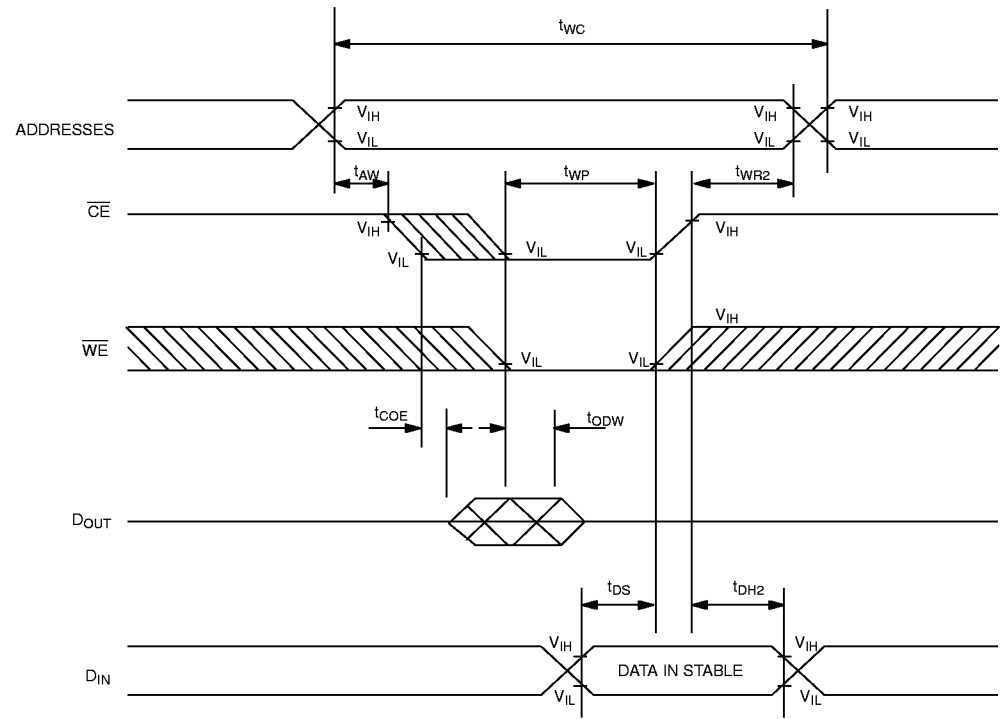 tWC
ADDRESSES
VIH VIH VIH
VIL VIL VIL
tAW tWP tWR2
CE
VIH VIH
VIL VIL VIL
VIH
WE
VIL VIL
tCOE tODW
DOUT
tDS tDH2
VIH VIH
DIN DATA IN STABLE
VIL VIL